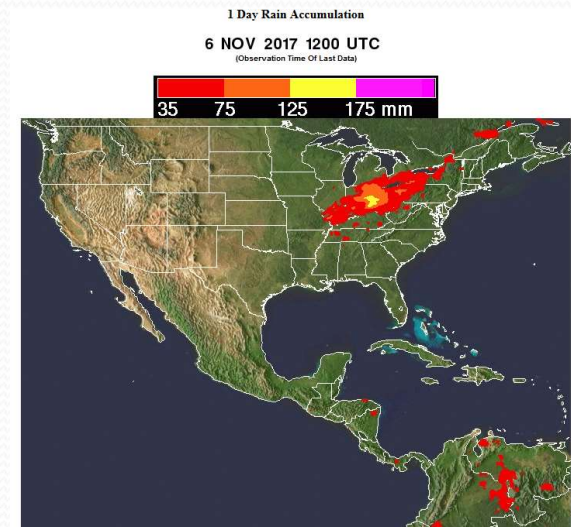 1 Day Rain Accumulation
6 NOV 2017 1200 UTC
(Observation Time Of Last Data)
35 75 125 175 mm